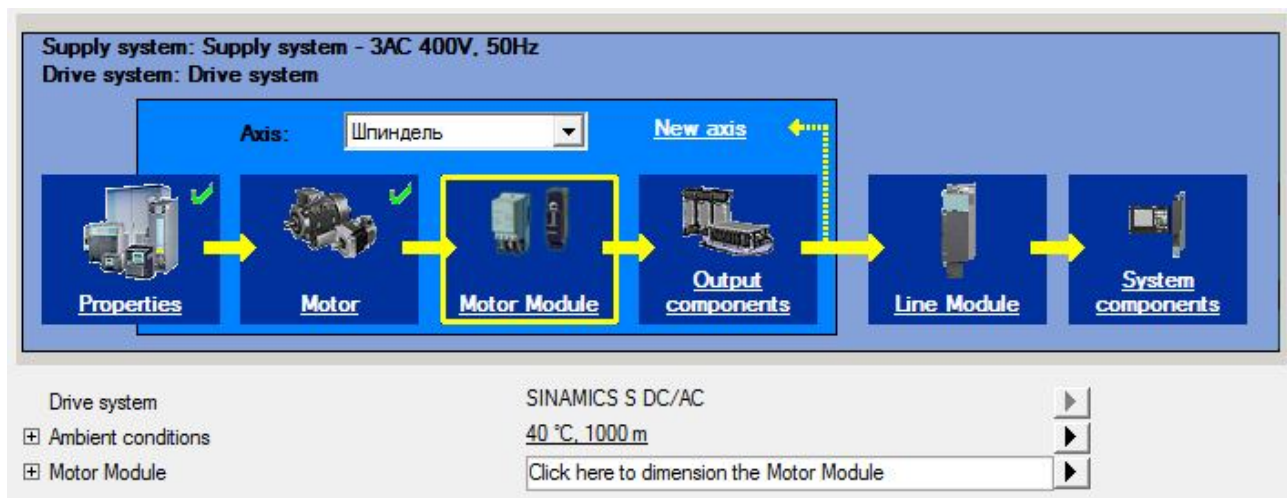 Supply system: Supply system - 3AC 400V, 50Hz
Drive system: Drive system
Axis: Шпиндель New axis
Properties Motor Motor Module Output components Line Module System components
Drive system SINAMICS S DC/AC
Ambient conditions 40 °C, 1000 m
Motor Module Click here to dimension the Motor Module